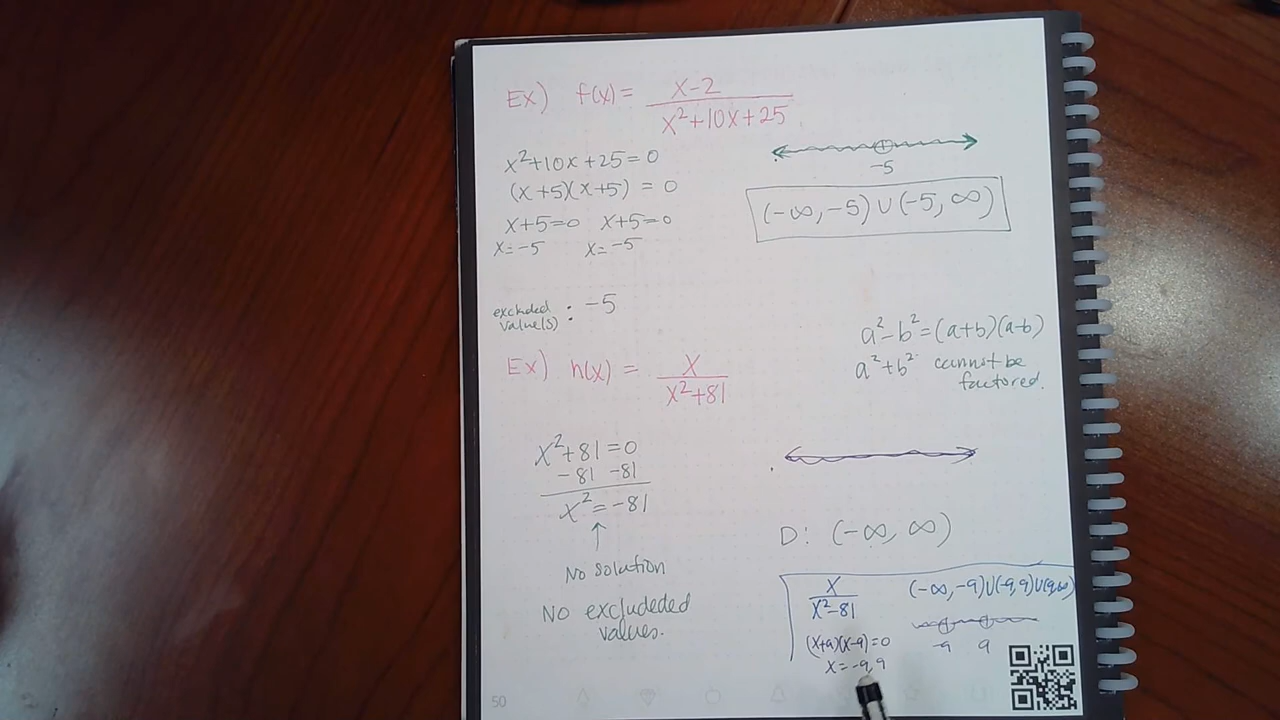 Ex) f(x) = x-2 / x²+10x+25
x²+10x+25=0
(x+5)(x+5) = 0
x+5=0 x+5=0
x=-5 x=-5
-5
(-∞,-5)∪(-5,∞)
excluded value(s) : -5
a²-b²=(a+b)(a-b)
a²+b² cannot be
factored.
Ex) h(x) = x / x²+81
x²+81=0
-81 -81
x²=-81
↑
No solution
No excludeded
values.
D: (-∞, ∞)
x / x²-81
(x+9)(x-9)=0
x=-9,9
(-∞,-9)∪(-9,9)∪(9,∞)
-9 9
50